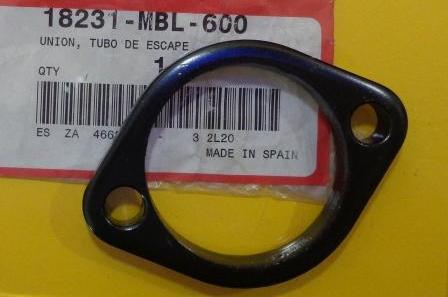 18231-MBL-600
UNION, TUBO DE ESCAPE
QTY 1
ES ZA 3 2L20
MADE IN SPAIN